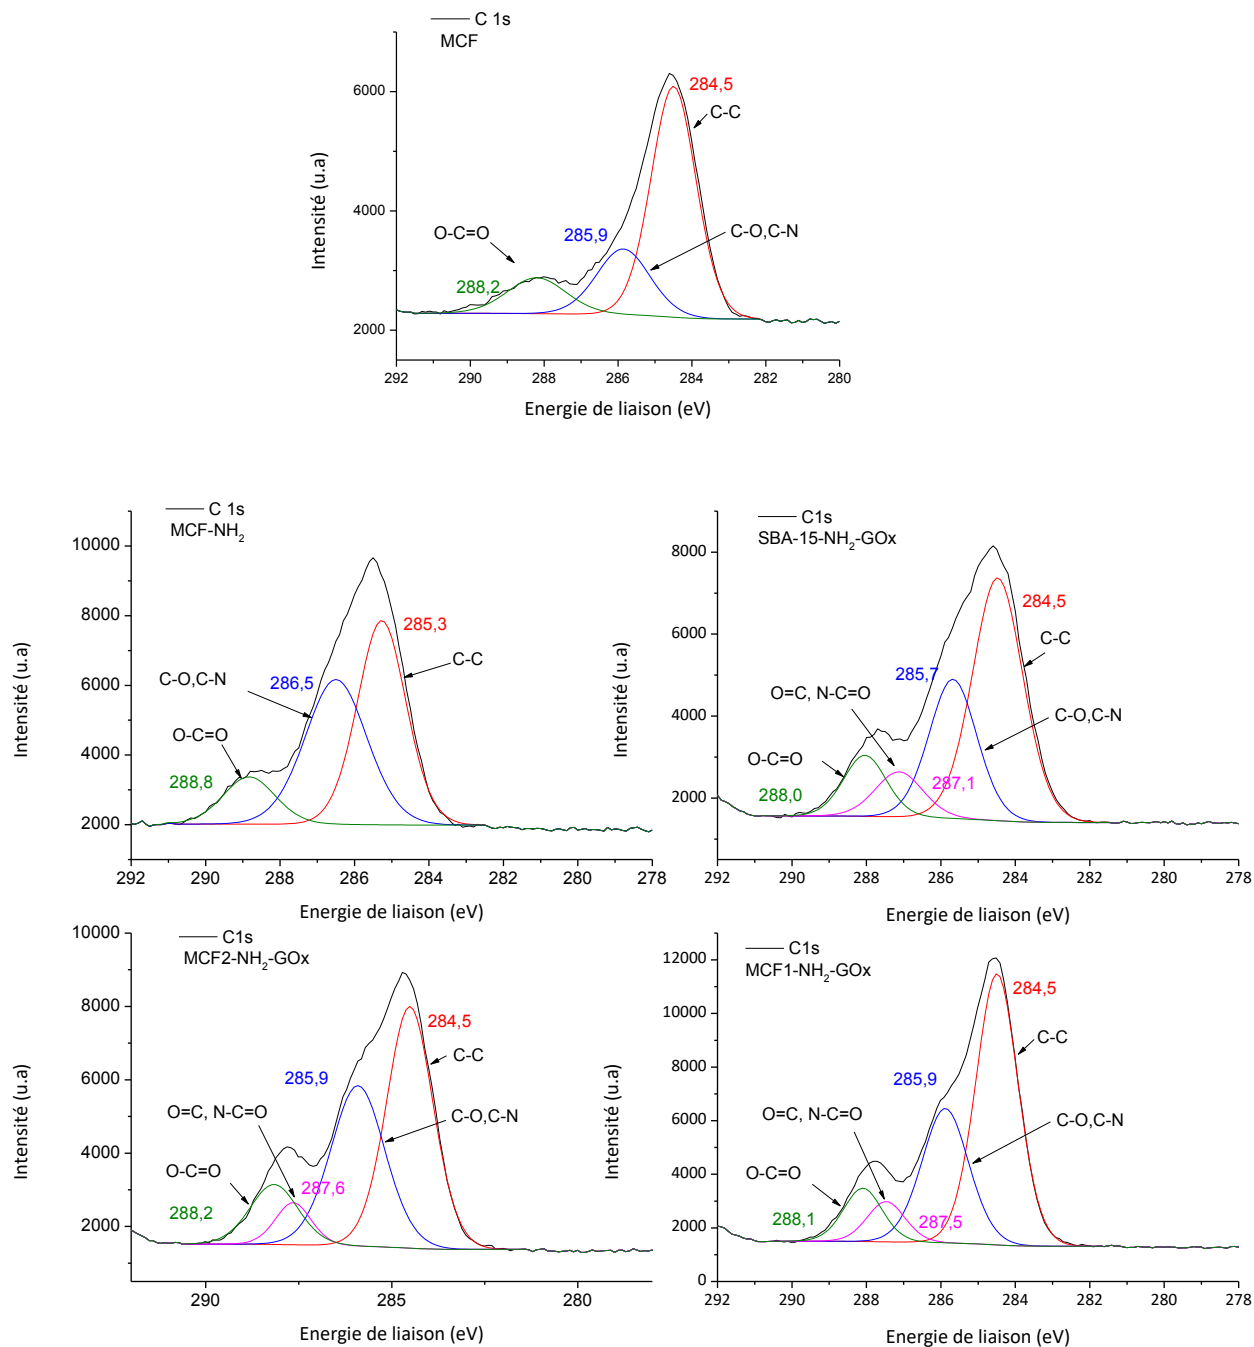 C 1s
MCF
284,5
C-C
O-C=O
285,9
C-O,C-N
288,2
6000
4000
2000
Intensité (u.a)
292 290 288 286 284 282 280
Energie de liaison (eV)
C 1s
MCF-NH2
285,3
C-C
C-O,C-N
286,5
O-C=O
288,8
10000
8000
6000
4000
2000
Intensité (u.a)
292 290 288 286 284 282 280 278
Energie de liaison (eV)
C1s
SBA-15-NH2-GOx
284,5
C-C
285,7
O=C, N-C=O
C-O,C-N
O-C=O
287,1
288,0
8000
6000
4000
2000
Intensité (u.a)
292 290 288 286 284 282 280 278
Energie de liaison (eV)
C1s
MCF2-NH2-GOx
284,5
C-C
285,9
O=C, N-C=O
C-O,C-N
O-C=O
287,6
288,2
10000
8000
6000
4000
2000
Intensité (u.a)
290 285 280
Energie de liaison (eV)
C1s
MCF1-NH2-GOx
284,5
C-C
285,9
O=C, N-C=O
C-O,C-N
O-C=O
287,5
288,1
12000
10000
8000
6000
4000
2000
0
Intensité (u.a)
292 290 288 286 284 282 280 278
Energie de liaison (eV)